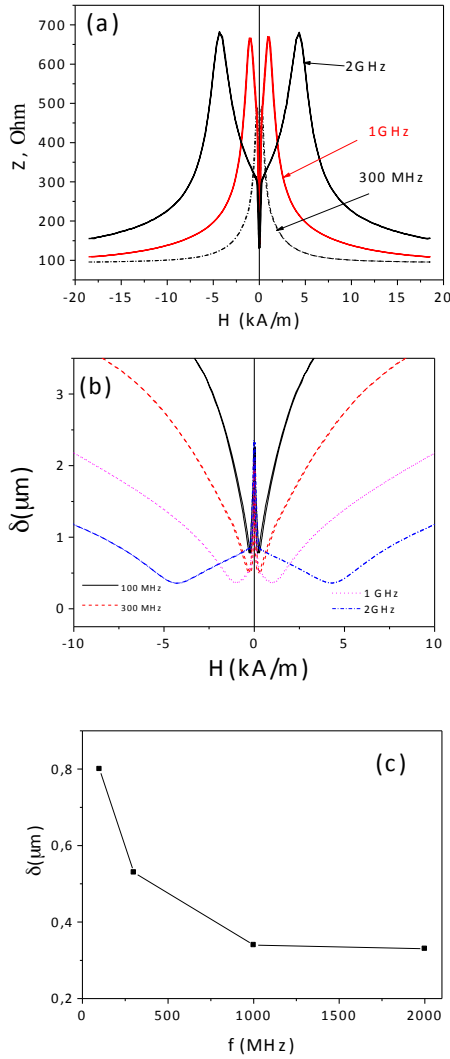 (a)
700
600
500
400
300
200
100
z, Ohm
2GHz
1GHz
300 MHz
-20 -15 -10 -5 0 5 10 15 20
H (kA/m)
(b)
3
2
1
0
δ(μm)
100 MHz
300 MHz
1 GHz
2GHz
-10 -5 0 5 10
H (kA/m)
(c)
0,8
0,6
0,4
0,2
δ(μm)
0 500 1000 1500 2000
f (MHz)